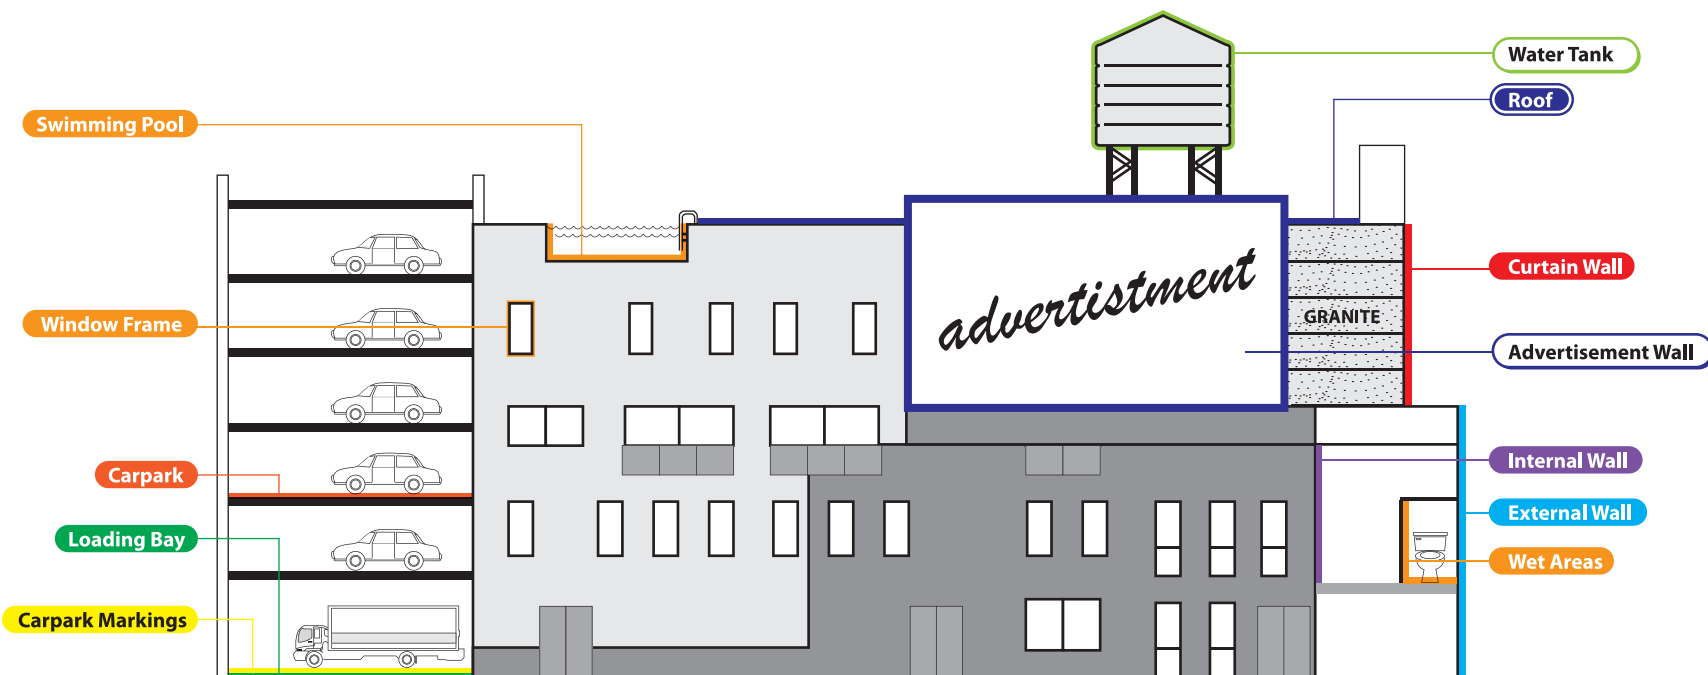 Water Tank
Roof
Swimming Pool
Curtain Wall
advertistment
GRANITE
Window Frame
Advertisement Wall
Internal Wall
Carpark
External Wall
Loading Bay
Wet Areas
Carpark Markings